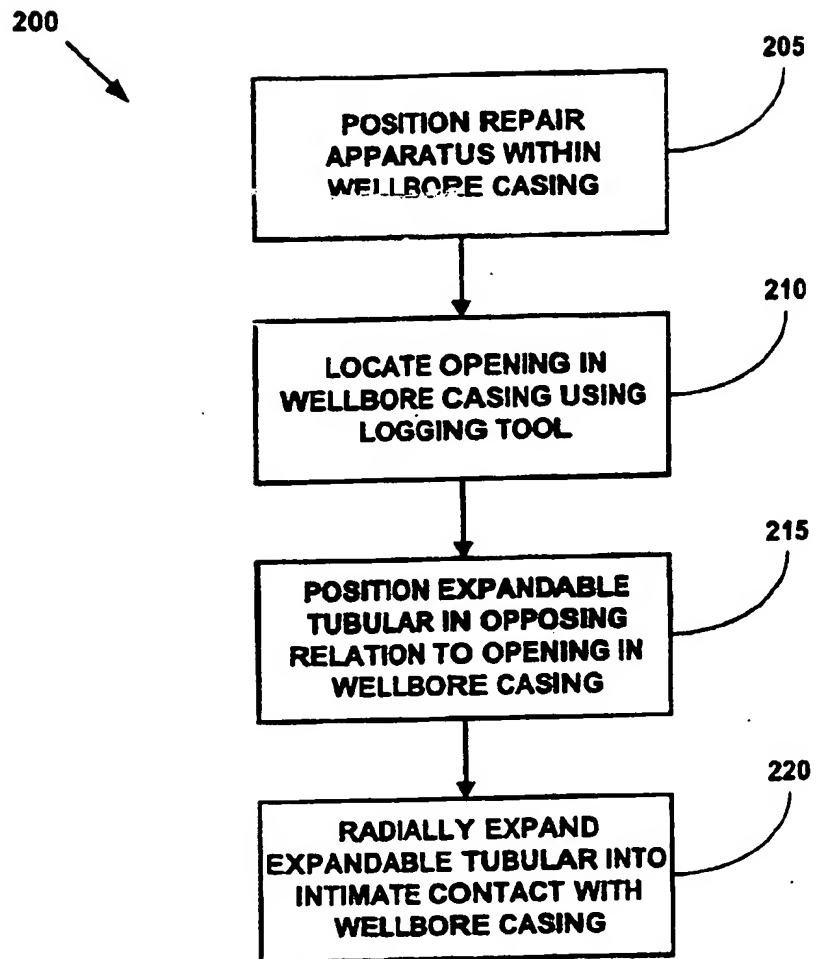 200
205
POSITION REPAIR
APPARATUS WITHIN
WELLBORE CASING
210
LOCATE OPENING IN
WELLBORE CASING USING
LOGGING TOOL
215
POSITION EXPANDABLE
TUBULAR IN OPPOSING
RELATION TO OPENING IN
WELLBORE CASING
220
RADIALLY EXPAND
EXPANDABLE TUBULAR INTO
INTIMATE CONTACT WITH
WELLBORE CASING